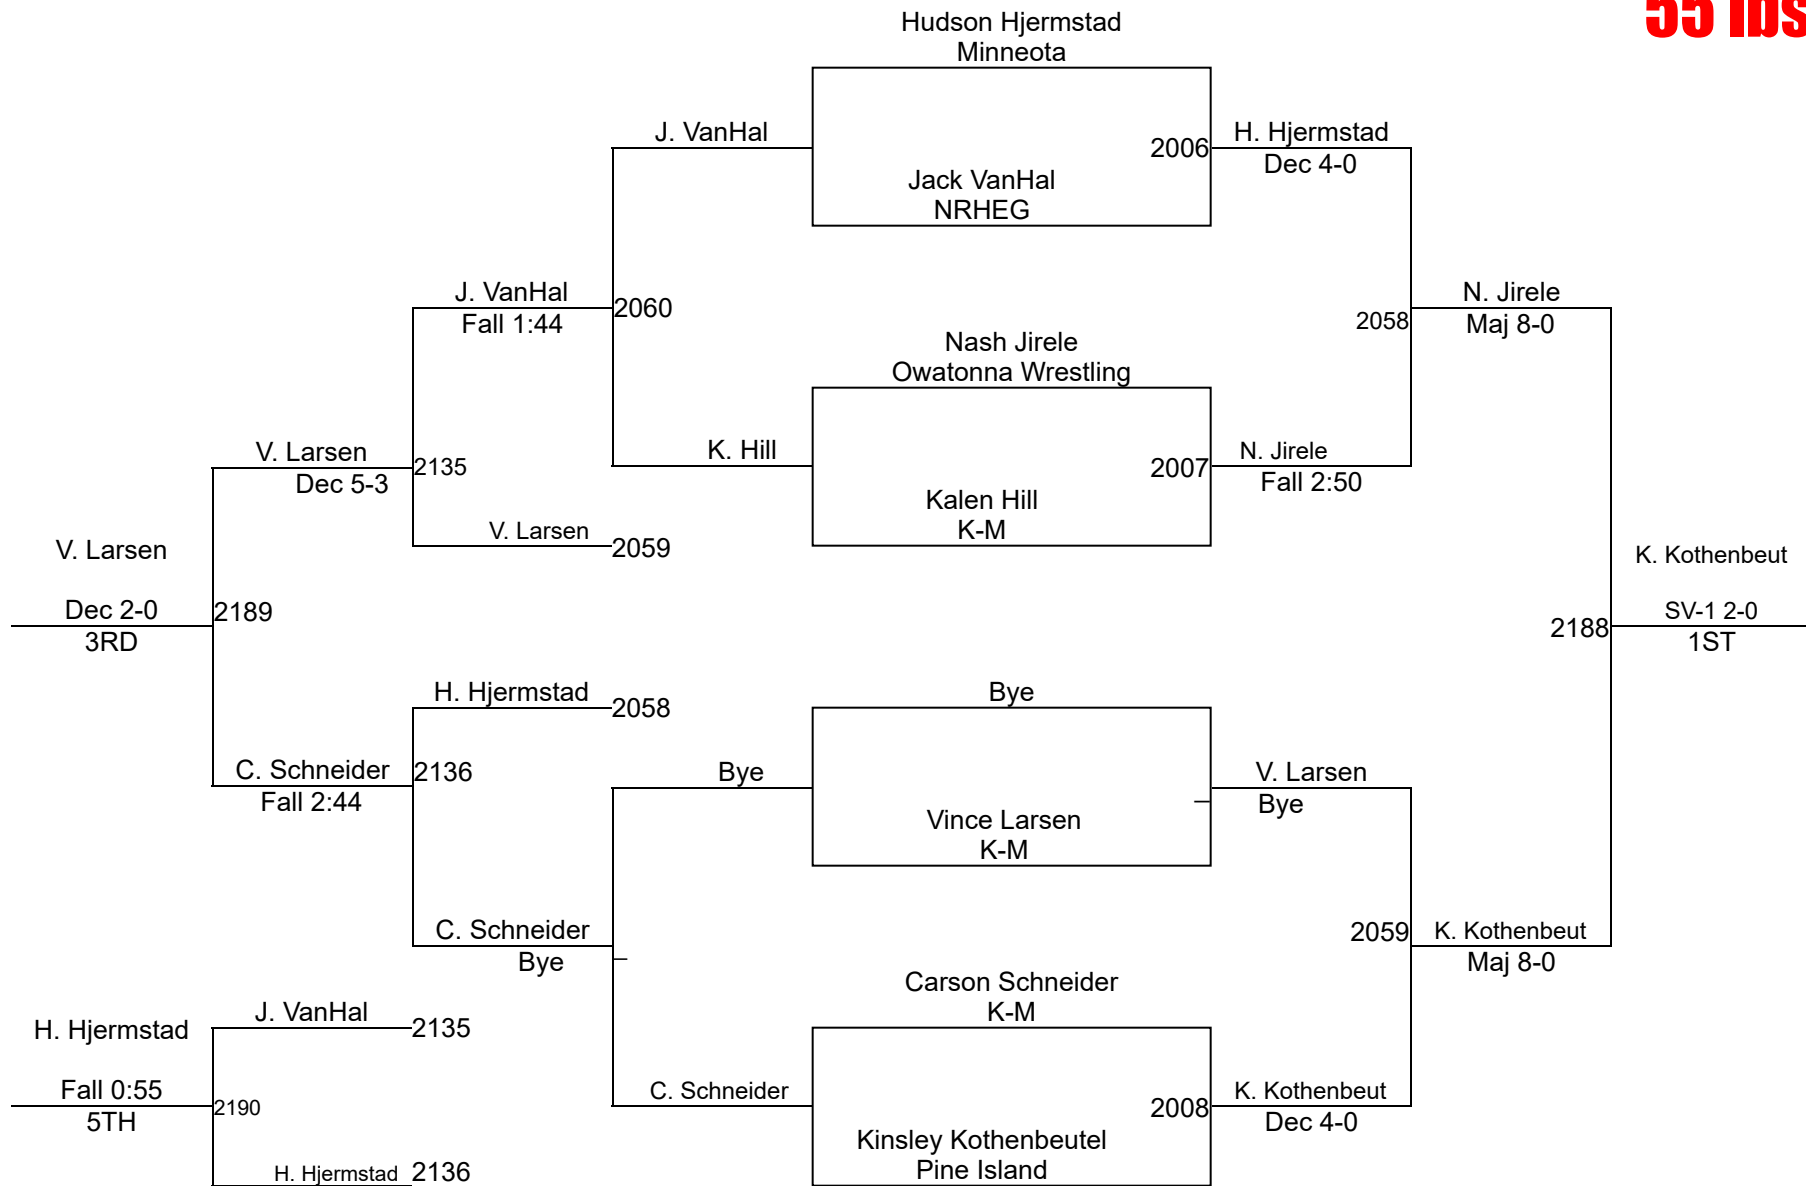 55 lbs
Hudson Hjermstad
Minneota
J. VanHal
2006
H. Hjermstad
Dec 4-0
Jack VanHal
NRHEG
J. VanHal
Fall 1:44
2060
2058
N. Jirele
Maj 8-0
Nash Jirele
Owatonna Wrestling
V. Larsen
Dec 5-3
2135
K. Hill
2007
N. Jirele
Fall 2:50
Kalen Hill
K-M
V. Larsen
2059
V. Larsen
Dec 2-0
3RD
2189
K. Kothenbeut
SV-1 2-0
1ST
2188
H. Hjermstad
2058
Bye
C. Schneider
Fall 2:44
2136
Bye
V. Larsen
Bye
Vince Larsen
K-M
C. Schneider
Bye
2059
K. Kothenbeut
Maj 8-0
Carson Schneider
K-M
H. Hjermstad
Fall 0:55
5TH
J. VanHal
2135
2190
C. Schneider
2008
K. Kothenbeut
Dec 4-0
Kinsley Kothenbeutel
Pine Island
H. Hjermstad
2136